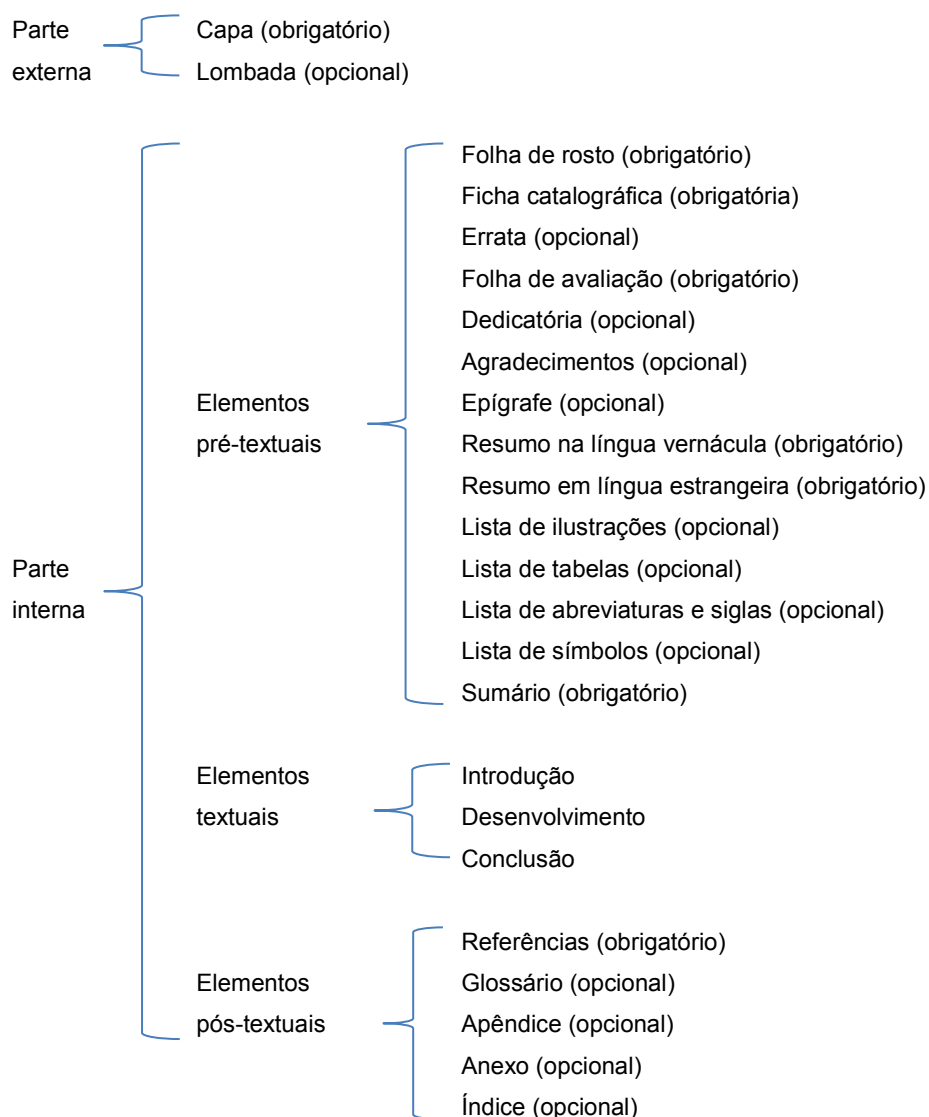 Parte
externa
Capa (obrigatório)
Lombada (opcional)
Parte
interna
Elementos
pré-textuais
Folha de rosto (obrigatório)
Ficha catalográfica (obrigatória)
Errata (opcional)
Folha de avaliação (obrigatório)
Dedicatória (opcional)
Agradecimentos (opcional)
Epígrafe (opcional)
Resumo na língua vernácula (obrigatório)
Resumo em língua estrangeira (obrigatório)
Lista de ilustrações (opcional)
Lista de tabelas (opcional)
Lista de abreviaturas e siglas (opcional)
Lista de símbolos (opcional)
Sumário (obrigatório)
Elementos
textuais
Introdução
Desenvolvimento
Conclusão
Elementos
pós-textuais
Referências (obrigatório)
Glossário (opcional)
Apêndice (opcional)
Anexo (opcional)
Índice (opcional)